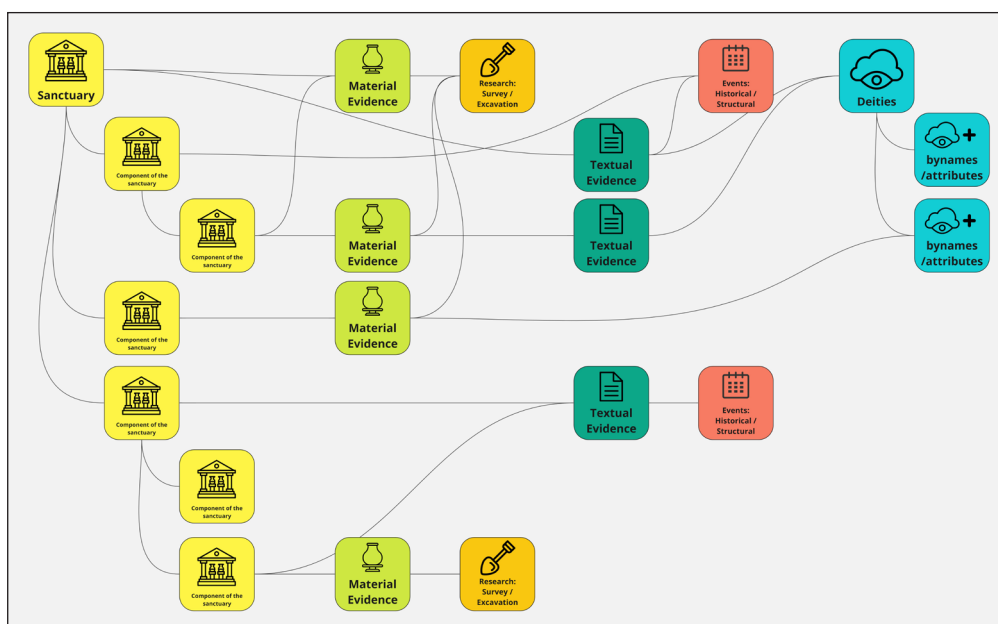 Sanctuary
Material
Evidence
Research:
Survey /
Excavation
Events:
Historical /
Structural
Deities
Component of the
sanctuary
Textual
Evidence
bynames
/attributes
Component of the
sanctuary
Material
Evidence
Textual
Evidence
bynames
/attributes
Component of the
sanctuary
Material
Evidence
Component of the
sanctuary
Textual
Evidence
Events:
Historical /
Structural
Component of the
sanctuary
Component of the
sanctuary
Material
Evidence
Research:
Survey /
Excavation